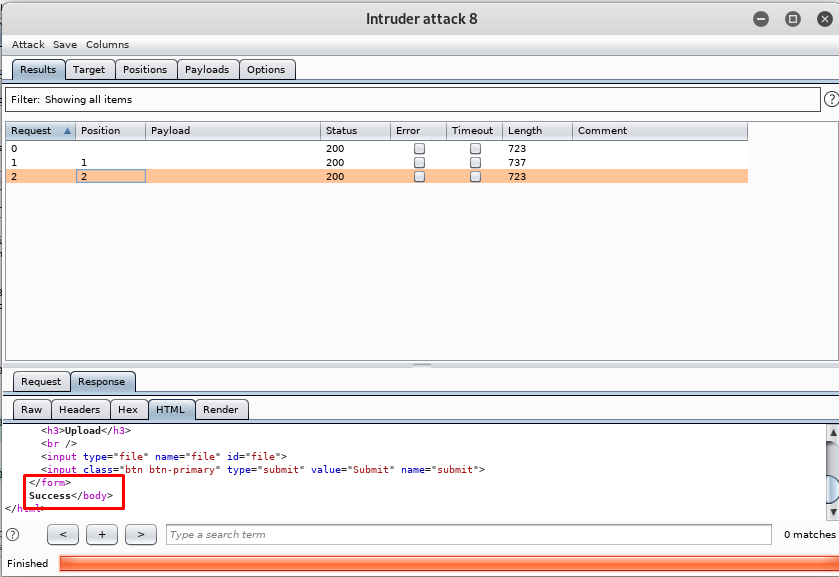 Intruder attack 8
Attack Save Columns
Results Target Positions Payloads Options
Filter: Showing all items ?
Request Position Payload Status Error Timeout Length Comment
0 200 723
1 1 200 737
2 2 200 723
Request Response
Raw Headers Hex HTML Render
<h3>Upload</h3>
<br />
<input type="file" name="file" id="file">
<input class="btn btn-primary" type="submit" value="Submit" name="submit">
</form>
Success</body>
</html>
? < + > Type a search term 0 matches
Finished